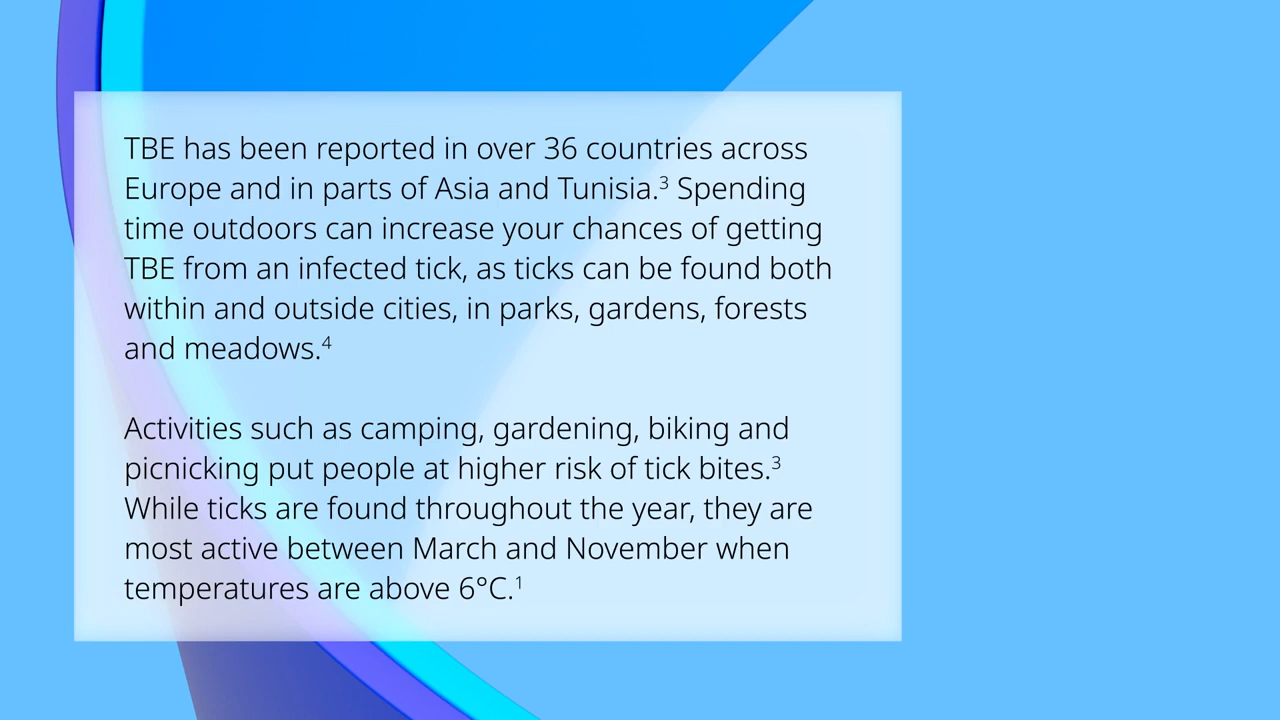 TBE has been reported in over 36 countries across
Europe and in parts of Asia and Tunisia.³ Spending
time outdoors can increase your chances of getting
TBE from an infected tick, as ticks can be found both
within and outside cities, in parks, gardens, forests
and meadows.⁴
Activities such as camping, gardening, biking and
picnicking put people at higher risk of tick bites.³
While ticks are found throughout the year, they are
most active between March and November when
temperatures are above 6°C.¹